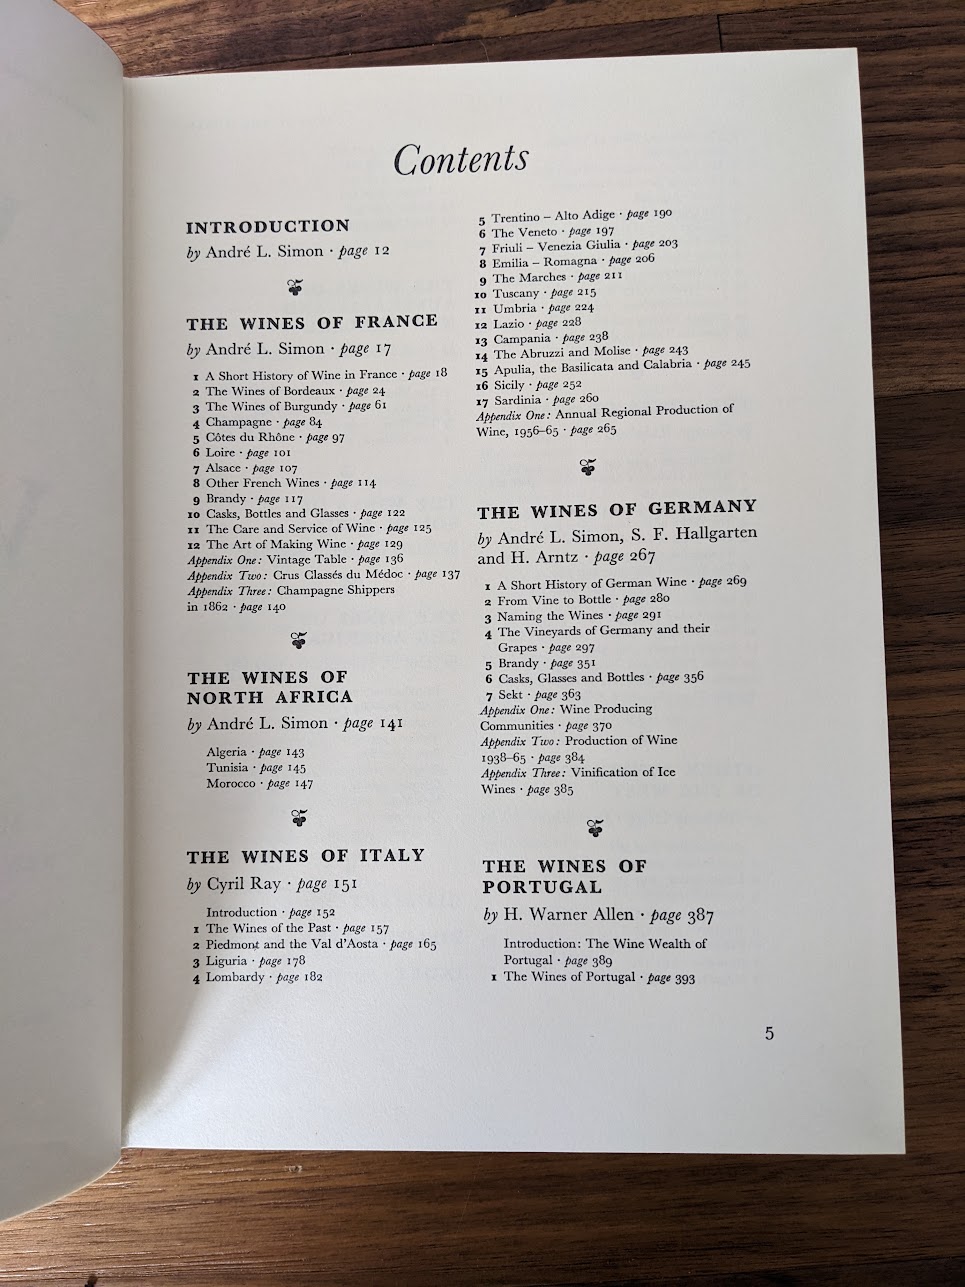 Contents
INTRODUCTION
by André L. Simon · page 12
THE WINES OF FRANCE
by André L. Simon · page 17
1 A Short History of Wine in France · page 18
2 The Wines of Bordeaux · page 24
3 The Wines of Burgundy · page 61
4 Champagne · page 84
5 Côtes du Rhône · page 97
6 Loire · page 101
7 Alsace · page 107
8 Other French Wines · page 114
9 Brandy · page 117
10 Casks, Bottles and Glasses · page 122
11 The Care and Service of Wine · page 125
12 The Art of Making Wine · page 129
Appendix One: Vintage Table · page 136
Appendix Two: Crus Classés du Médoc · page 137
Appendix Three: Champagne Shippers
in 1862 · page 140
THE WINES OF
NORTH AFRICA
by André L. Simon · page 141
Algeria · page 143
Tunisia · page 145
Morocco · page 147
THE WINES OF ITALY
by Cyril Ray · page 151
Introduction · page 152
1 The Wines of the Past · page 157
2 Piedmont and the Val d'Aosta · page 165
3 Liguria · page 178
4 Lombardy · page 182
5 Trentino – Alto Adige · page 190
6 The Veneto · page 197
7 Friuli – Venezia Giulia · page 203
8 Emilia – Romagna · page 206
9 The Marches · page 211
10 Tuscany · page 215
11 Umbria · page 224
12 Lazio · page 228
13 Campania · page 238
14 The Abruzzi and Molise · page 243
15 Apulia, the Basilicata and Calabria · page 245
16 Sicily · page 252
17 Sardinia · page 260
Appendix One: Annual Regional Production of
Wine, 1956–65 · page 265
THE WINES OF GERMANY
by André L. Simon, S. F. Hallgarten
and H. Arntz · page 267
1 A Short History of German Wine · page 269
2 From Vine to Bottle · page 280
3 Naming the Wines · page 291
4 The Vineyards of Germany and their
Grapes · page 297
5 Brandy · page 351
6 Casks, Glasses and Bottles · page 356
7 Sekt · page 363
Appendix One: Wine Producing
Communities · page 370
Appendix Two: Production of Wine
1938–65 · page 384
Appendix Three: Vinification of Ice
Wines · page 385
THE WINES OF
PORTUGAL
by H. Warner Allen · page 387
Introduction: The Wine Wealth of
Portugal · page 389
1 The Wines of Portugal · page 393
5